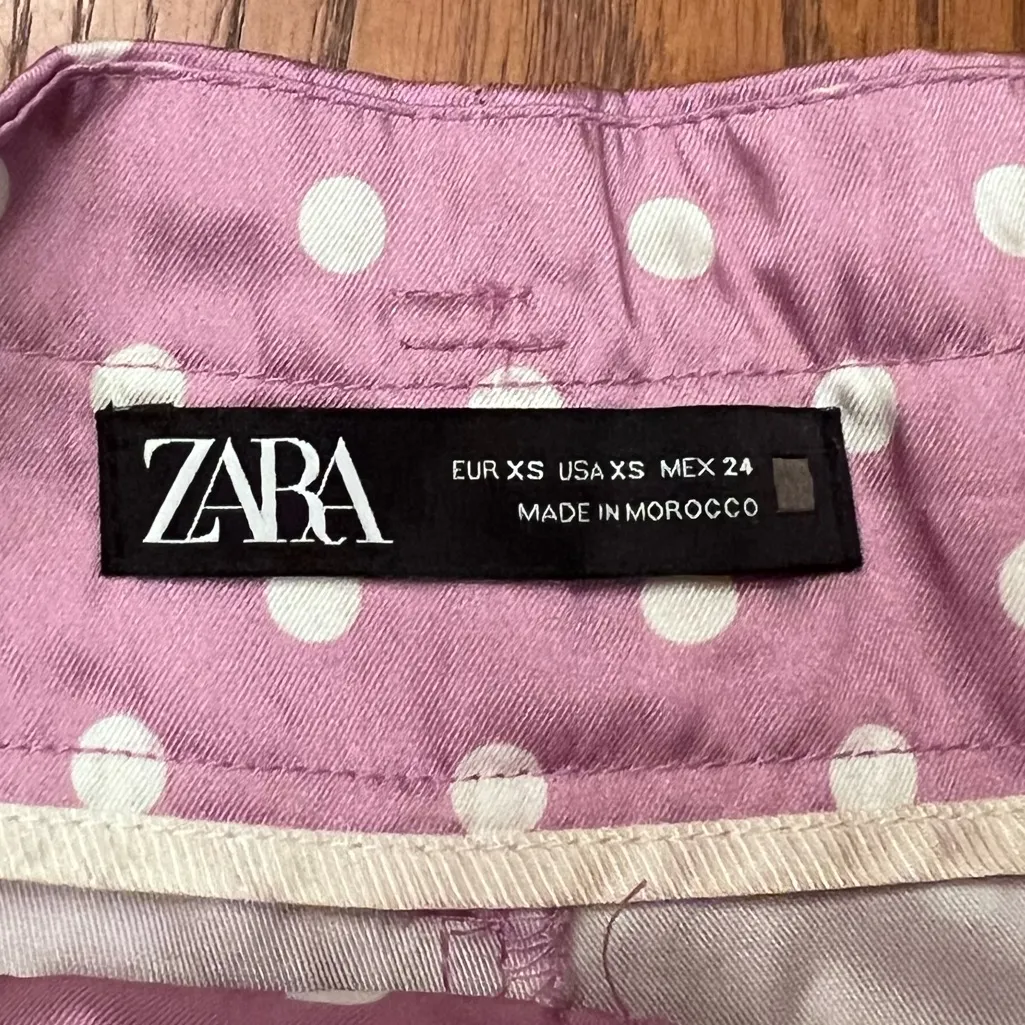 ZARA
EUR XS USA XS MEX 24
MADE IN MOROCCO